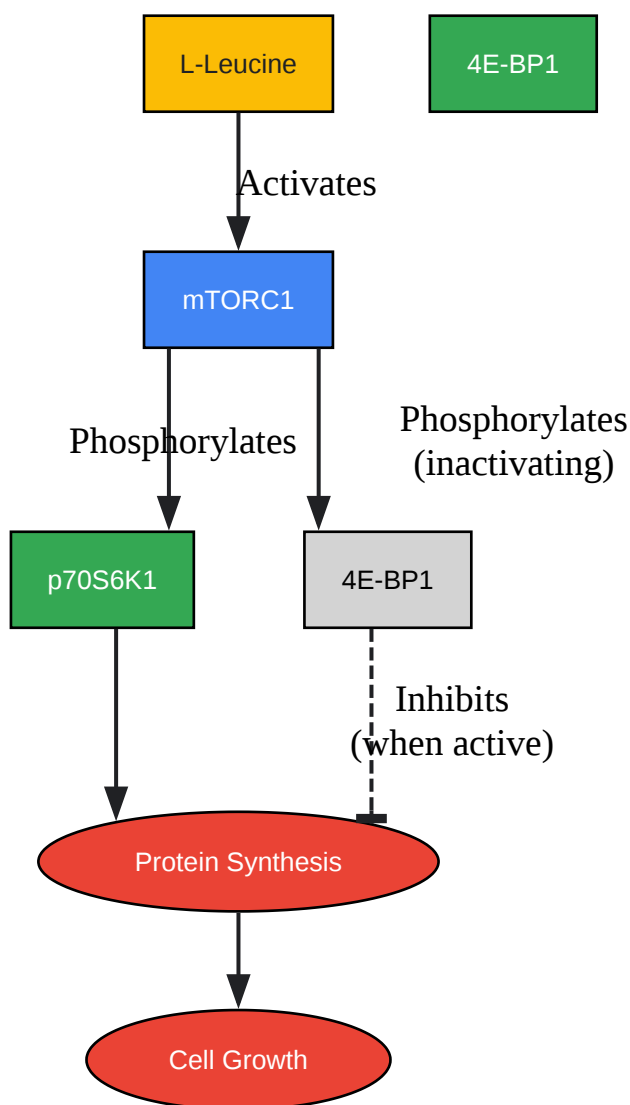 L-Leucine
4E-BP1
Activates
mTORC1
Phosphorylates
Phosphorylates
(inactivating)
p70S6K1
4E-BP1
Inhibits
(when active)
Protein Synthesis
Cell Growth